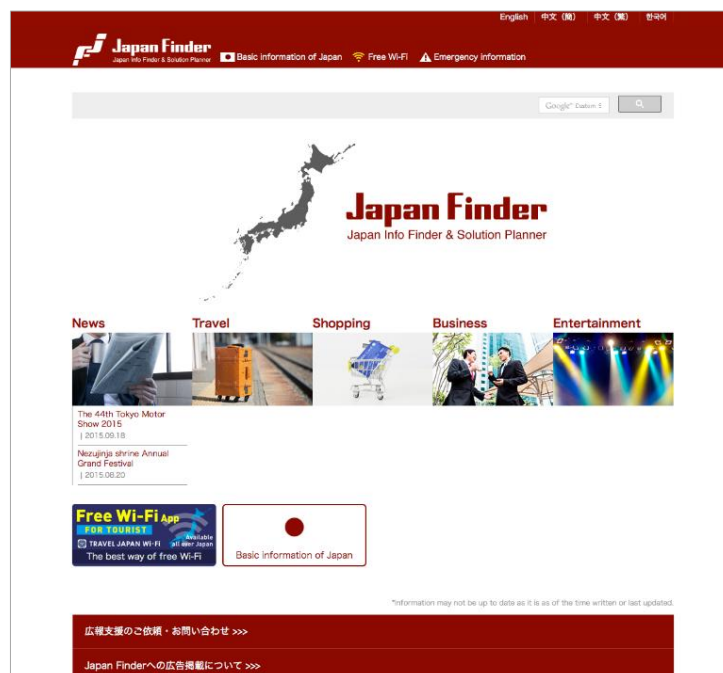 English 中文（簡） 中文（繁） 한국어
Japan Finder
Japan Info Finder & Solution Planner
Basic information of Japan Free Wi-Fi Emergency information
Google™
Japan Finder
Japan Info Finder & Solution Planner
News Travel Shopping Business Entertainment
The 44th Tokyo Motor
Show 2015
| 2015.09.18
Nezujinja shrine Annual
Grand Festival
| 2015.08.20
Free Wi-Fi App
FOR TOURIST
TRAVEL JAPAN Wi-Fi
Available
all over Japan
The best way of free Wi-Fi
Basic information of Japan
*Information may not be up to date as it is as of the time written or last updated.
広報支援のご依頼・お問い合わせ >>>
Japan Finderへの広告掲載について >>>